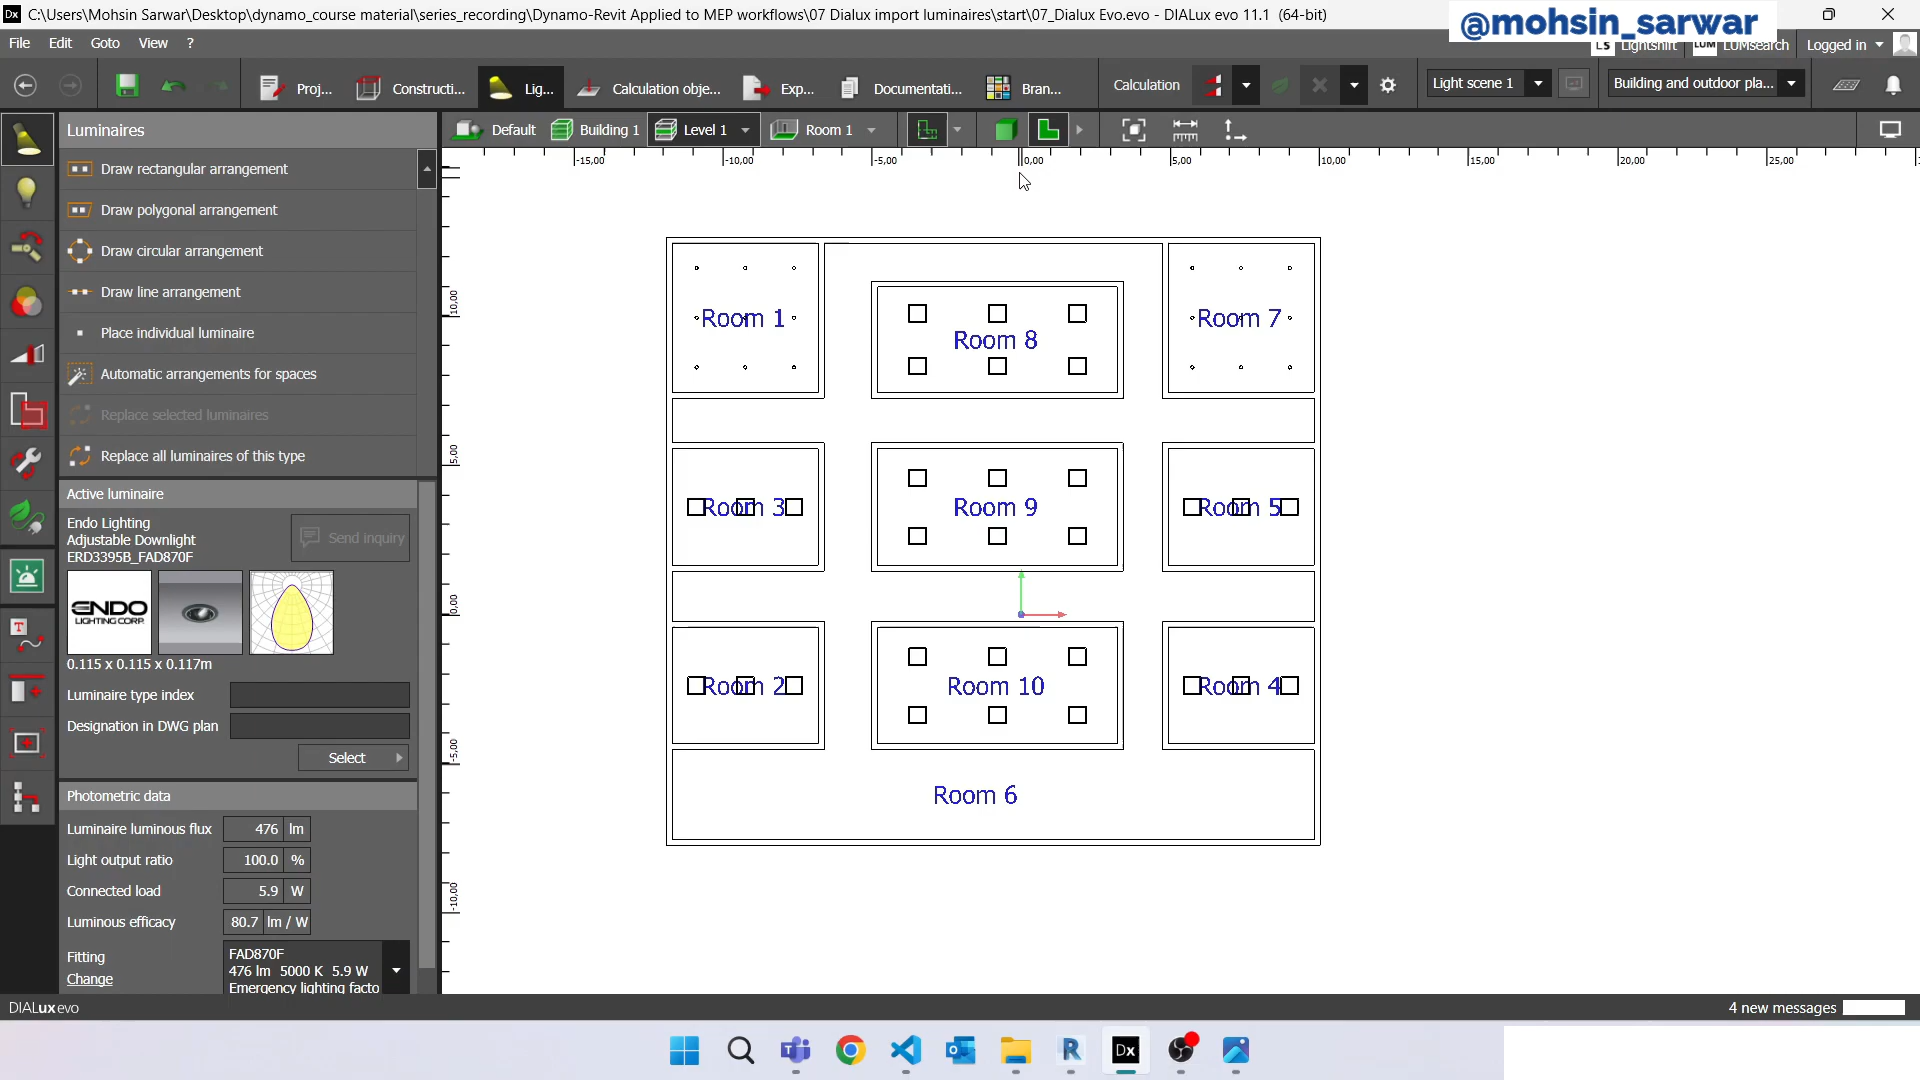 C:\Users\Mohsin Sarwar\Desktop\dynamo_course material\series_recording\Dynamo-Revit Applied to MEP workflows\07 Dialux import luminaires\start\07_Dialux Evo.evo - DIALux evo 11.1 (64-bit)
@mohsin_sarwar
File Edit Goto View ?
LS Lightshift LUM LUMsearch Logged in
Proj... Constructi... Lig... Calculation obje... Exp... Documentati... Bran... Calculation Light scene 1 Building and outdoor pla...
Luminaires
Default Building 1 Level 1 Room 1
-15,00 -10,00 -5,00 0,00 5,00 10,00 15,00 20,00 25,00
Draw rectangular arrangement
Draw polygonal arrangement
Draw circular arrangement
Draw line arrangement
Place individual luminaire
Automatic arrangements for spaces
Replace selected luminaires
Replace all luminaires of this type
Active luminaire
Endo Lighting
Adjustable Downlight
ERD3395B_FAD870F
Send inquiry
ENDO
LIGHTING CORP.
0.115 x 0.115 x 0.117m
Luminaire type index
Designation in DWG plan
Select
Photometric data
Luminaire luminous flux 476 lm
Light output ratio 100.0 %
Connected load 5.9 W
Luminous efficacy 80.7 lm / W
Fitting
Change
FAD870F
476 lm 5000 K 5.9 W
Emergency lighting facto
10,00
5,00
0,00
-5,00
-10,00
Room 1
Room 8
Room 7
Room 3
Room 9
Room 5
Room 2
Room 10
Room 4
Room 6
DIALux evo
4 new messages
R
Dx